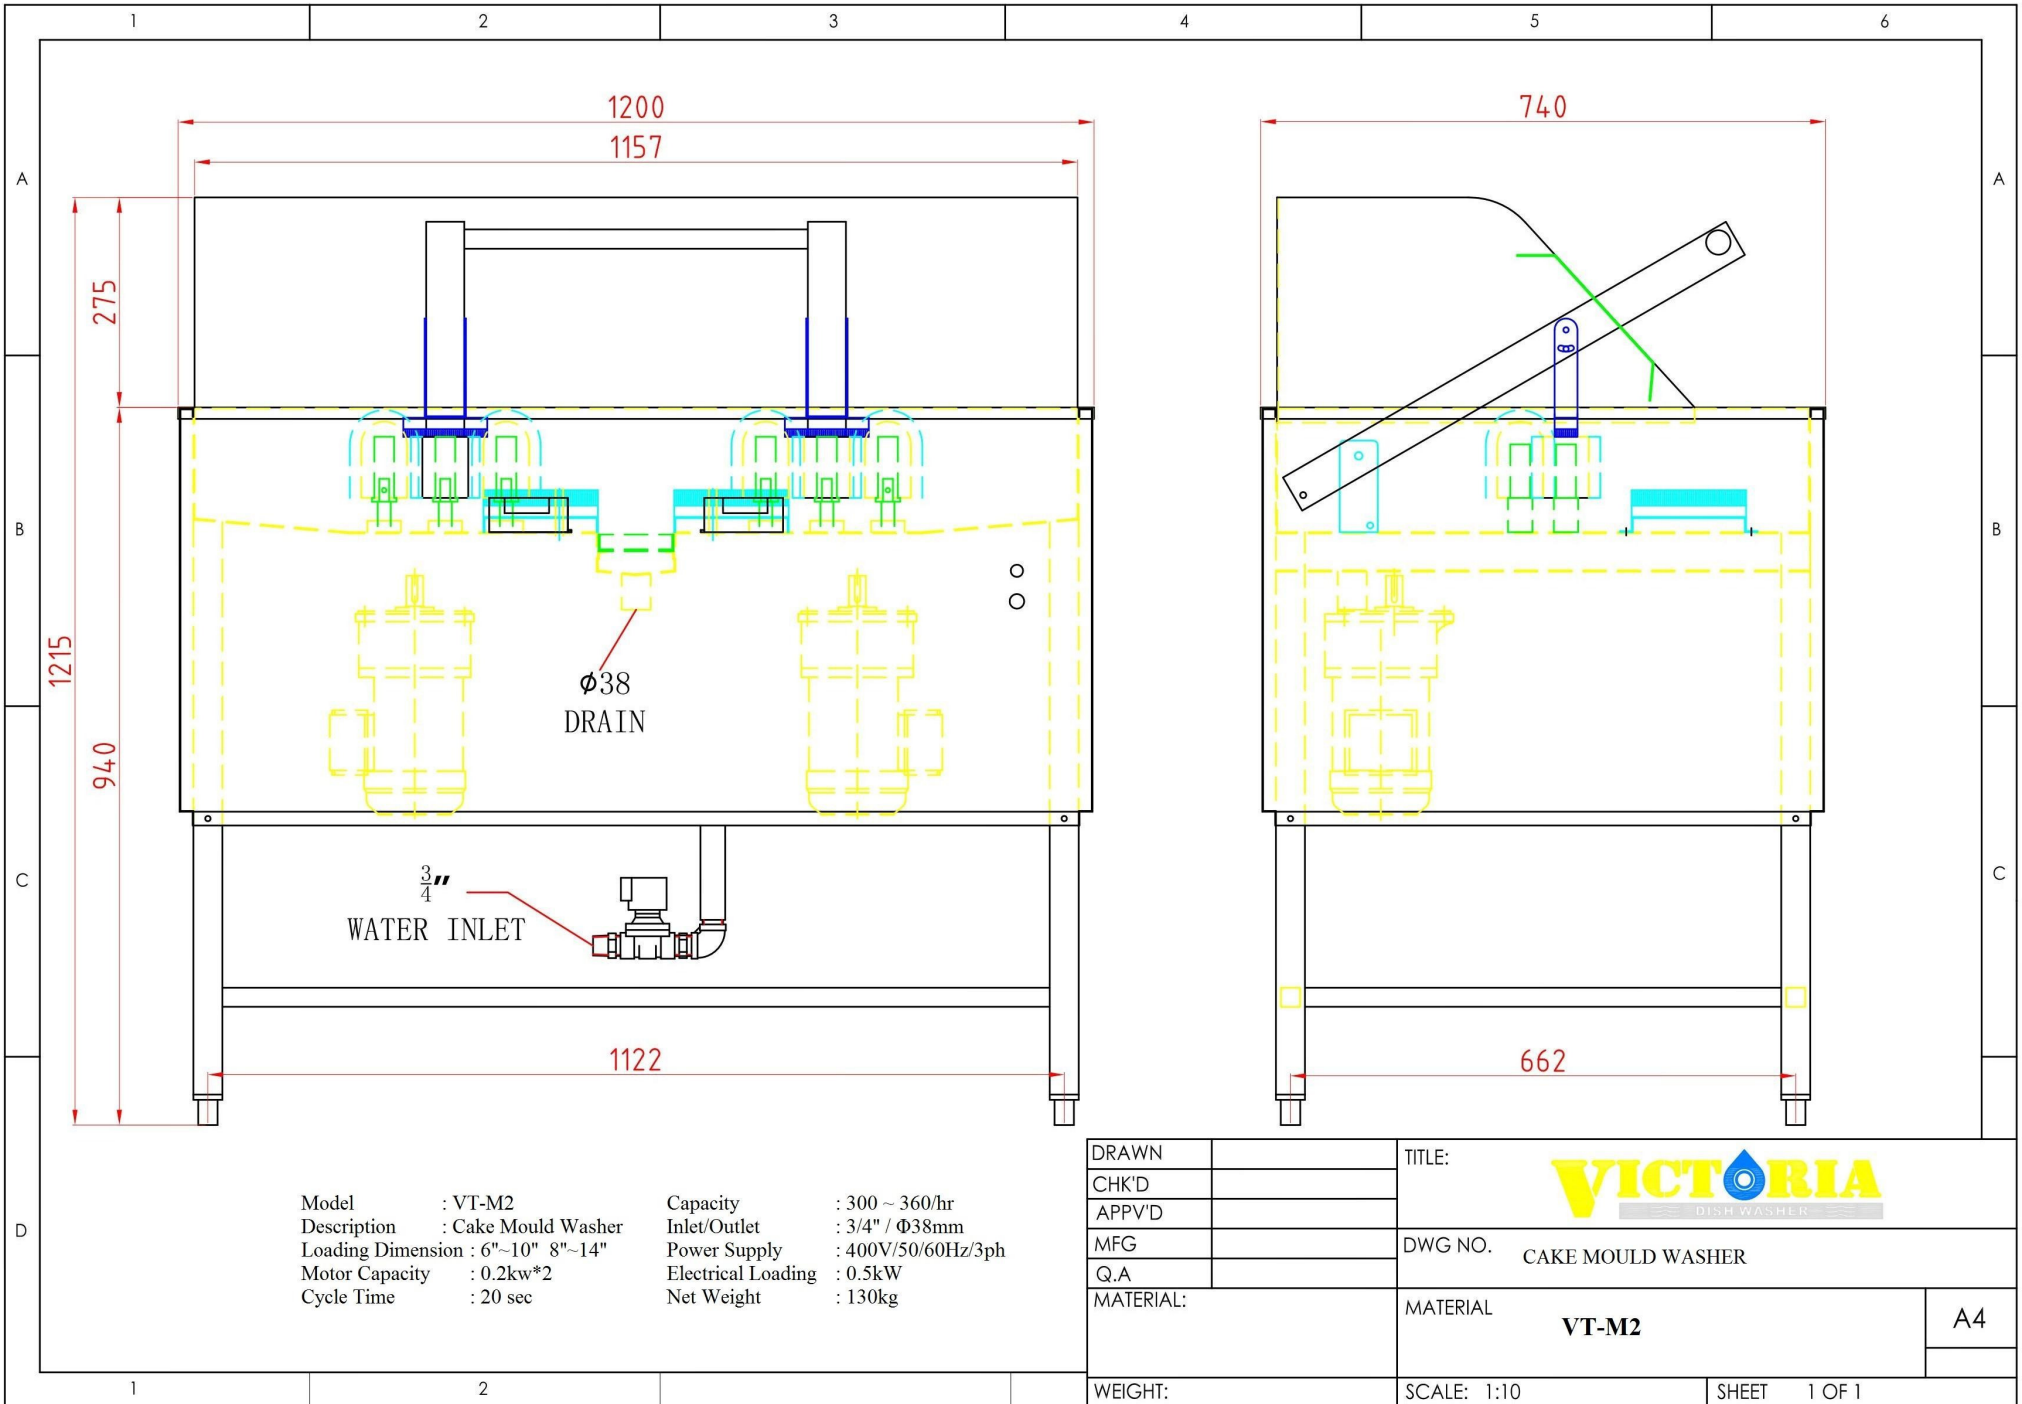 1 2 3 4 5 6
1200
740
1157
A A
275
B B
1215
φ38
DRAIN
940
3/4"
WATER INLET
C C
1122
662
DRAWN
CHK'D
APPV'D
MFG
Q.A
MATERIAL:
WEIGHT:
TITLE:
VICTORIA
DISH WASHER
DWG NO. CAKE MOULD WASHER
MATERIAL
VT-M2
A4
SCALE: 1:10 SHEET 1 OF 1
D
Model : VT-M2 Capacity : 300 ~ 360/hr
Description : Cake Mould Washer Inlet/Outlet : 3/4" / Φ38mm
Loading Dimension : 6"~10" 8"~14" Power Supply : 400V/50/60Hz/3ph
Motor Capacity : 0.2kw*2 Electrical Loading : 0.5kW
Cycle Time : 20 sec Net Weight : 130kg
1 2